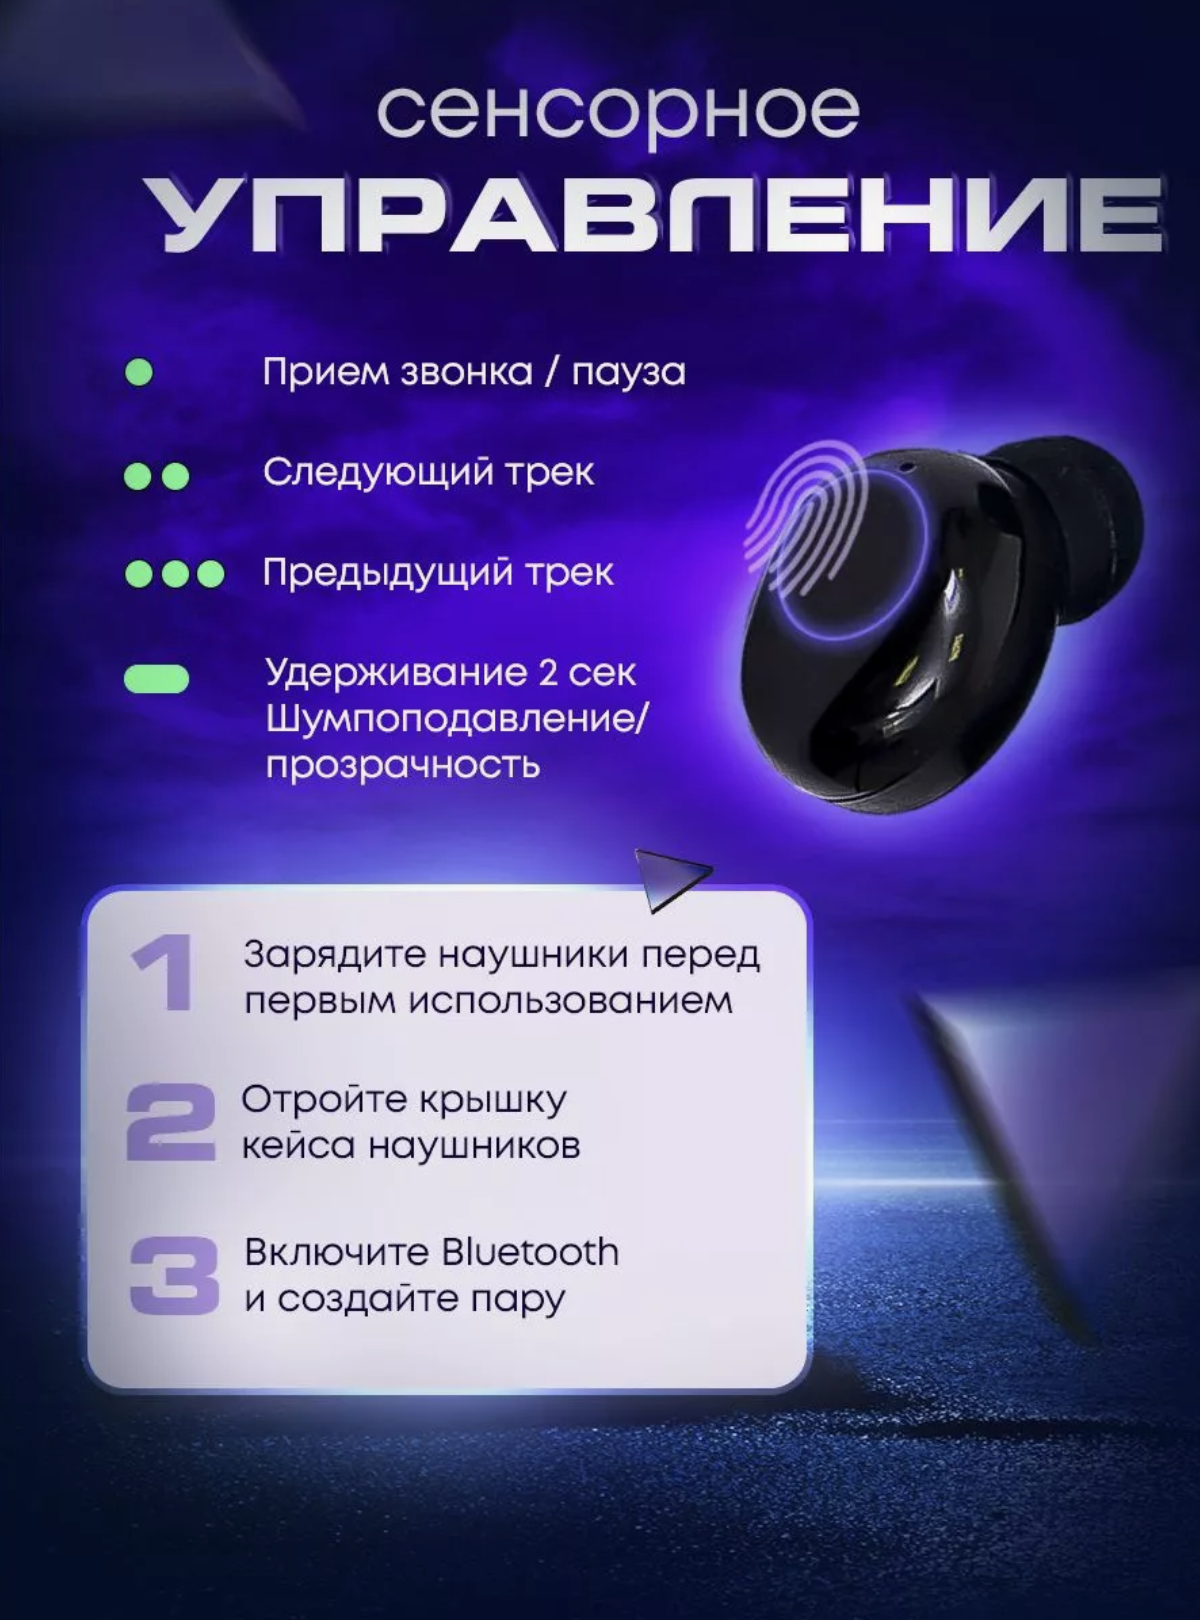 сенсорное
УПРАВЛЕНИЕ
Прием звонка / пауза
Следующий трек
Предыдущий трек
Удерживание 2 сек
Шумпоподавление/
прозрачность
1
Зарядите наушники перед
первым использованием
2
Отройте крышку
кейса наушников
3
Включите Bluetooth
и создайте пару